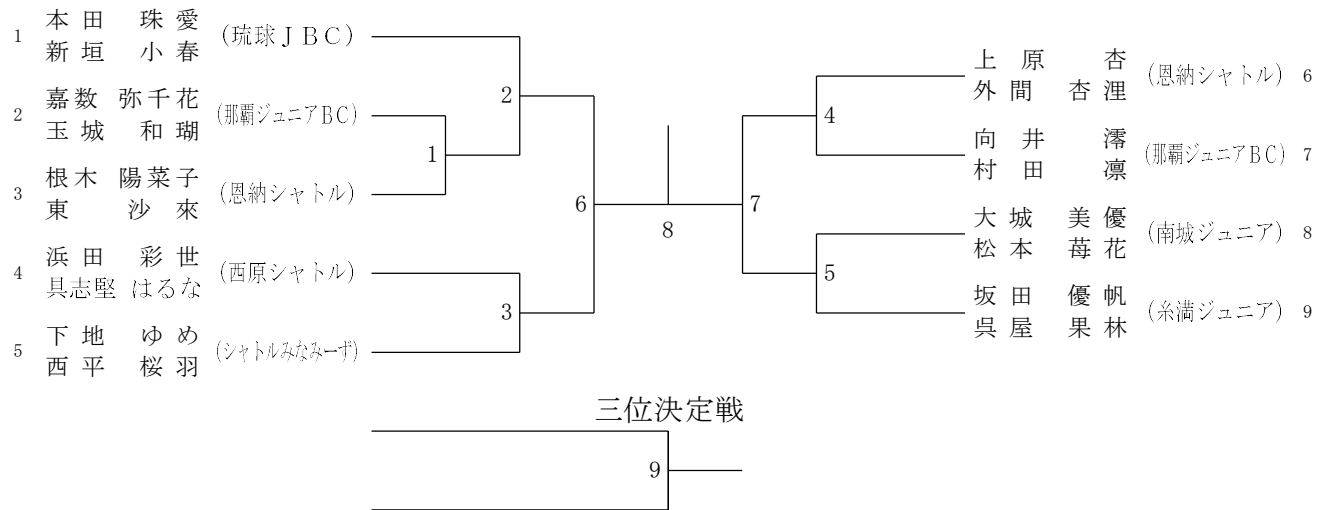 1 本田 珠愛 (琉球JBC)
新垣 小春
2 嘉数 弥千花 (那覇ジュニアBC)
玉城 和瑚
3 根木 陽菜子 (恩納シャトル)
東 沙來
4 浜田 彩世 (西原シャトル)
具志堅 はるな
5 下地 ゆめ (シャトルみなみーず)
西平 桜羽
2
1
6
3
8
7
4
5
上原 杏 (恩納シャトル) 6
外間 杏浬
向井 澪 (那覇ジュニアBC) 7
村田 凛
大城 美優 (南城ジュニア) 8
松本 苺花
坂田 優帆 (糸満ジュニア) 9
呉屋 果林
三位決定戦
9